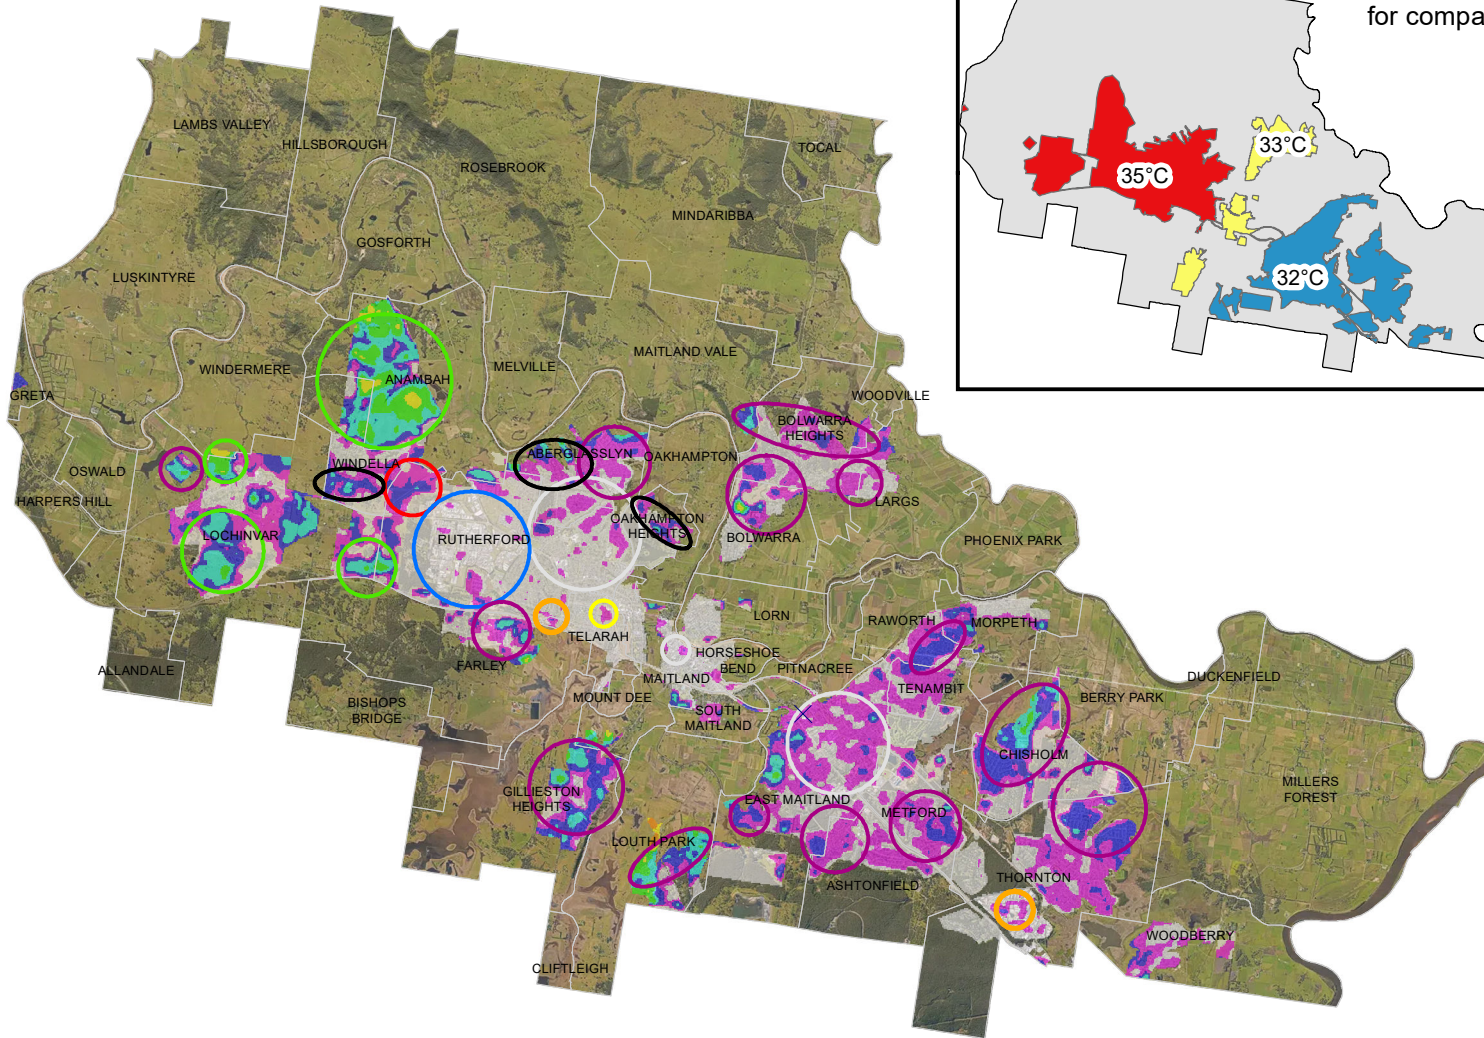 for compa
33°C
35°C
32°C
LAMBS VALLEY
HILLSBOROUGH
ROSEBROOK
TOCAL
MINDARIBBA
GOSFORTH
LUSKINTYRE
MAITLAND VALE
WINDERMERE
MELVILLE
ANAMBAH
GRETA
WOODVILLE
BOLWARRA
HEIGHTS
ABERGLASSLYN
OAKHAMPTON
WINDELLA
OSWALD
HARPERS HILL
LARGS
OAKHAMPTON
HEIGHTS
LOCHINVAR
RUTHERFORD
BOLWARRA
PHOENIX PARK
LORN
RAWORTH
MORPETH
TELARAH
HORSESHOE
BEND
PITNACREE
FARLEY
ALLANDALE
MAITLAND
DUCKENFIELD
TENAMBIT
BERRY PARK
MOUNT DEE
BISHOPS
BRIDGE
SOUTH
MAITLAND
CHISHOLM
MILLERS
FOREST
GILLIESTON
HEIGHTS
EAST MAITLAND
METFORD
LOUTH PARK
THORNTON
ASHTONFIELD
WOODBERRY
CLIFTLEIGH